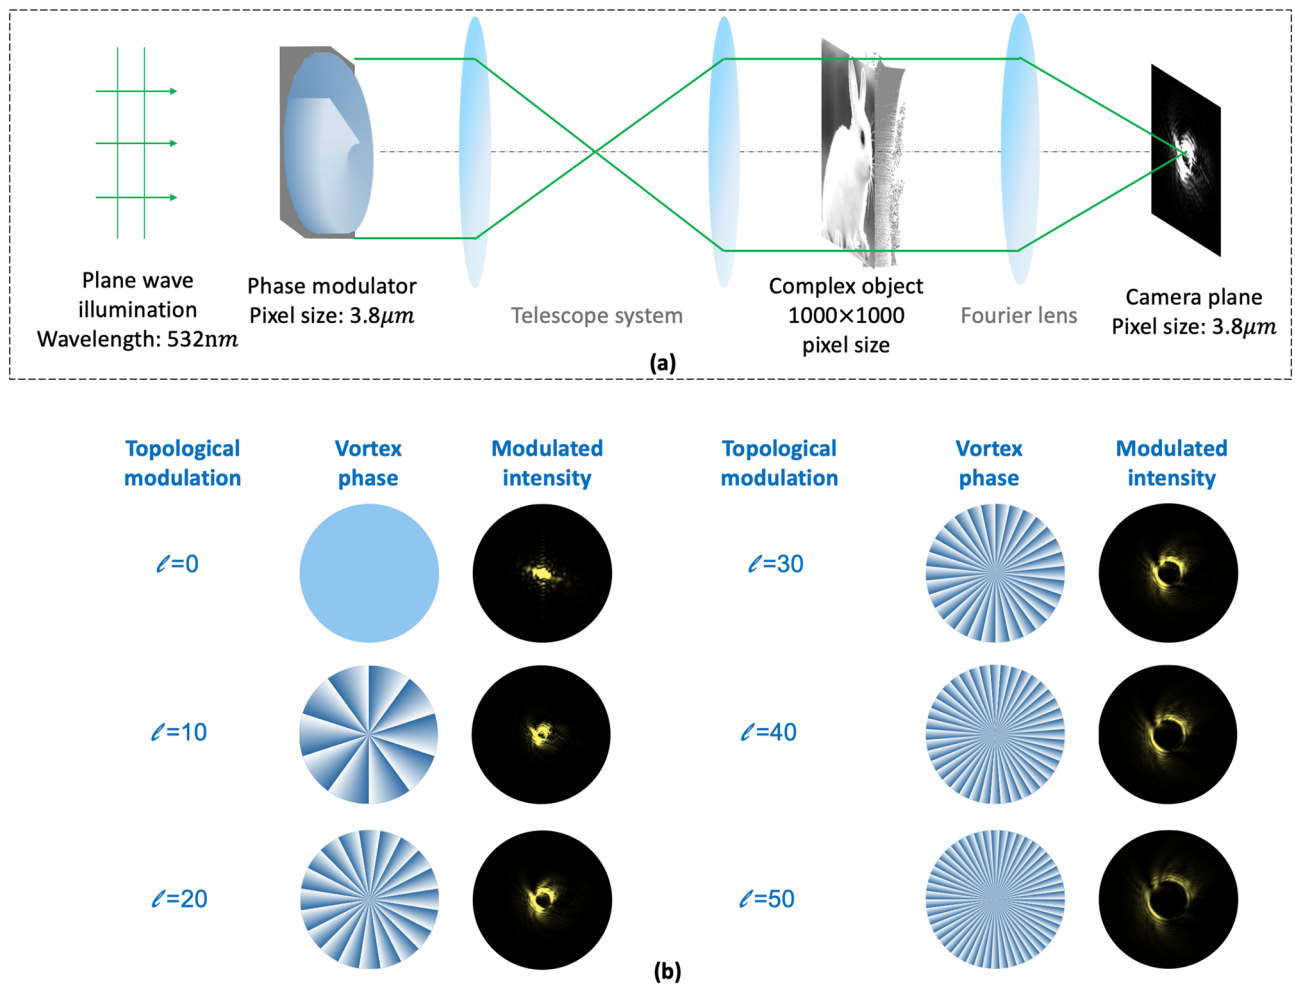 Plane wave
illumination
Wavelength: 532nm
Phase modulator
Pixel size: 3.8μm
Telescope system
Complex object
1000×1000
pixel size
Fourier lens
Camera plane
Pixel size: 3.8μm
(a)
Topological
modulation
Vortex
phase
Modulated
intensity
Topological
modulation
Vortex
phase
Modulated
intensity
ℓ=0
ℓ=30
ℓ=10
ℓ=40
ℓ=20
ℓ=50
(b)